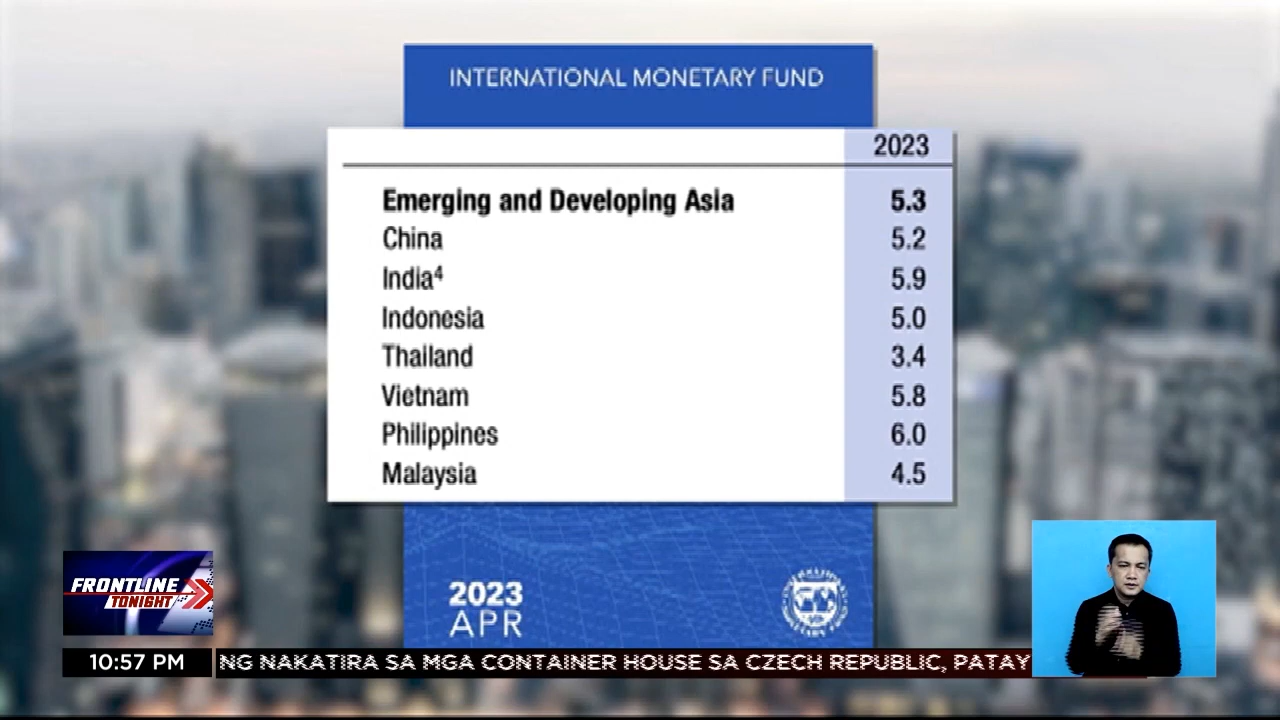 INTERNATIONAL MONETARY FUND
2023
Emerging and Developing Asia 5.3
China 5.2
India⁴ 5.9
Indonesia 5.0
Thailand 3.4
Vietnam 5.8
Philippines 6.0
Malaysia 4.5
2023
APR
FRONTLINE
TONIGHT
10:57 PM
NG NAKATIRA SA MGA CONTAINER HOUSE SA CZECH REPUBLIC, PATAY